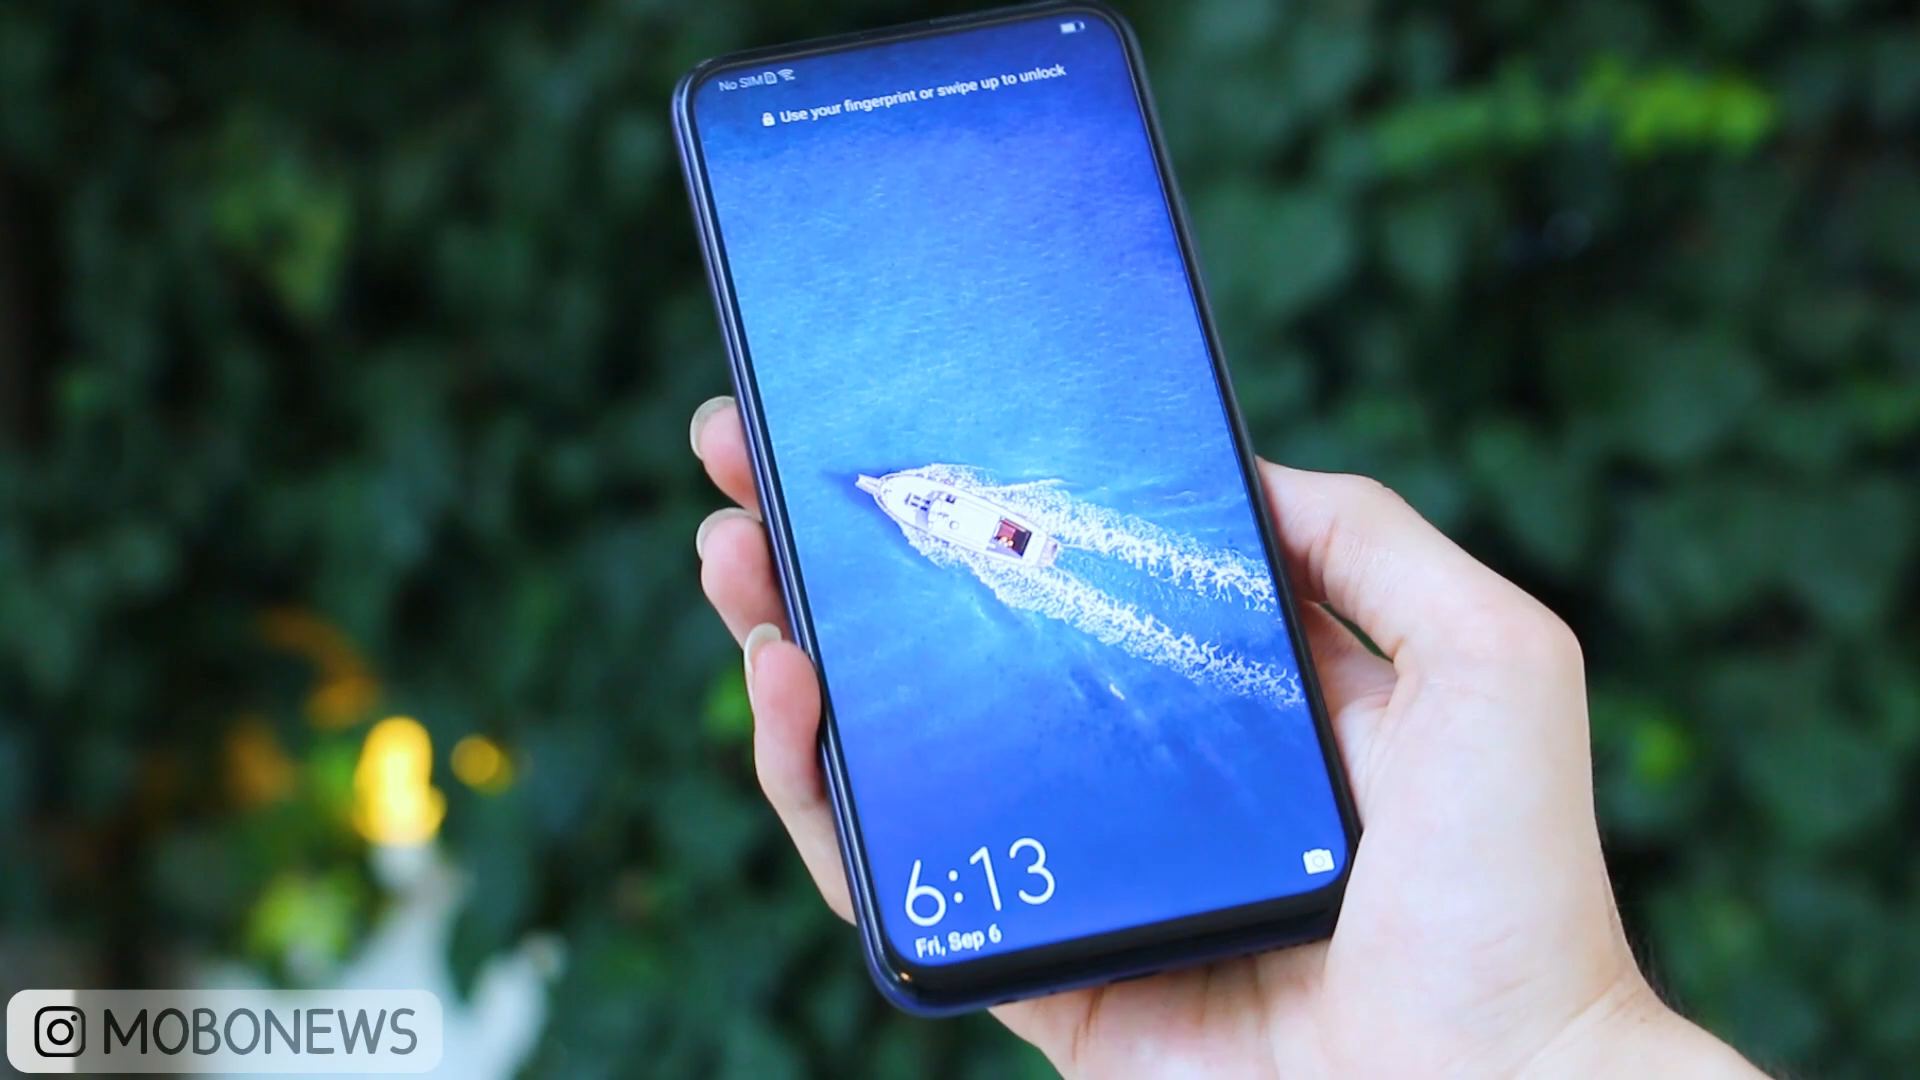 No SIM
Use your fingerprint or swipe up to unlock
6:13
Fri, Sep 6
MOBONEWS